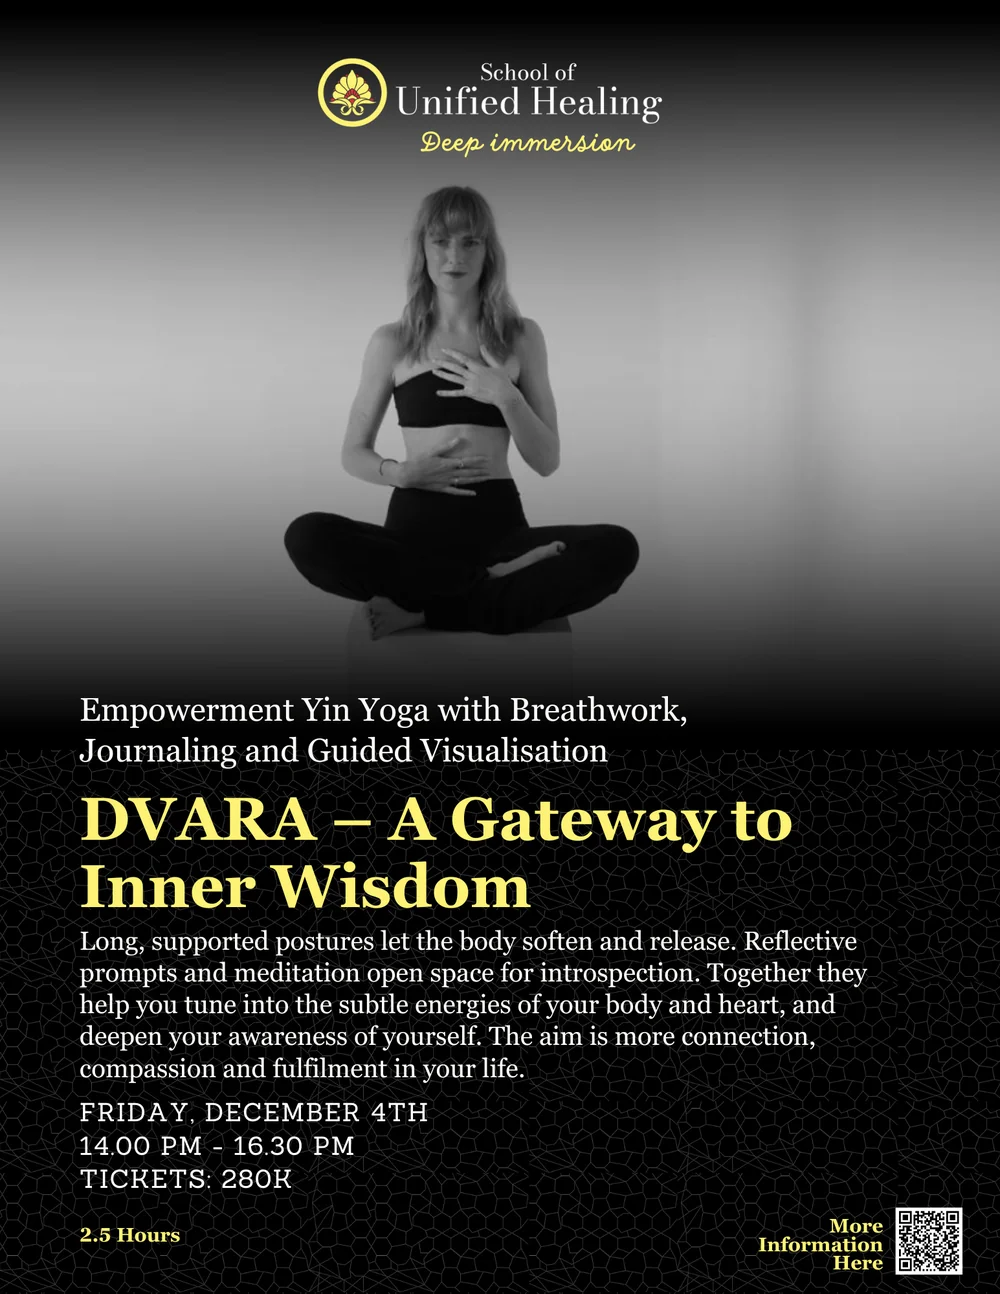 School of
Unified Healing
Deep immersion
Empowerment Yin Yoga with Breathwork,
Journaling and Guided Visualisation
DVARA – A Gateway to
Inner Wisdom
Long, supported postures let the body soften and release. Reflective
prompts and meditation open space for introspection. Together they
help you tune into the subtle energies of your body and heart, and
deepen your awareness of yourself. The aim is more connection,
compassion and fulfilment in your life.
FRIDAY, DECEMBER 4TH
14.00 PM - 16.30 PM
TICKETS: 280K
2.5 Hours
More
Information
Here